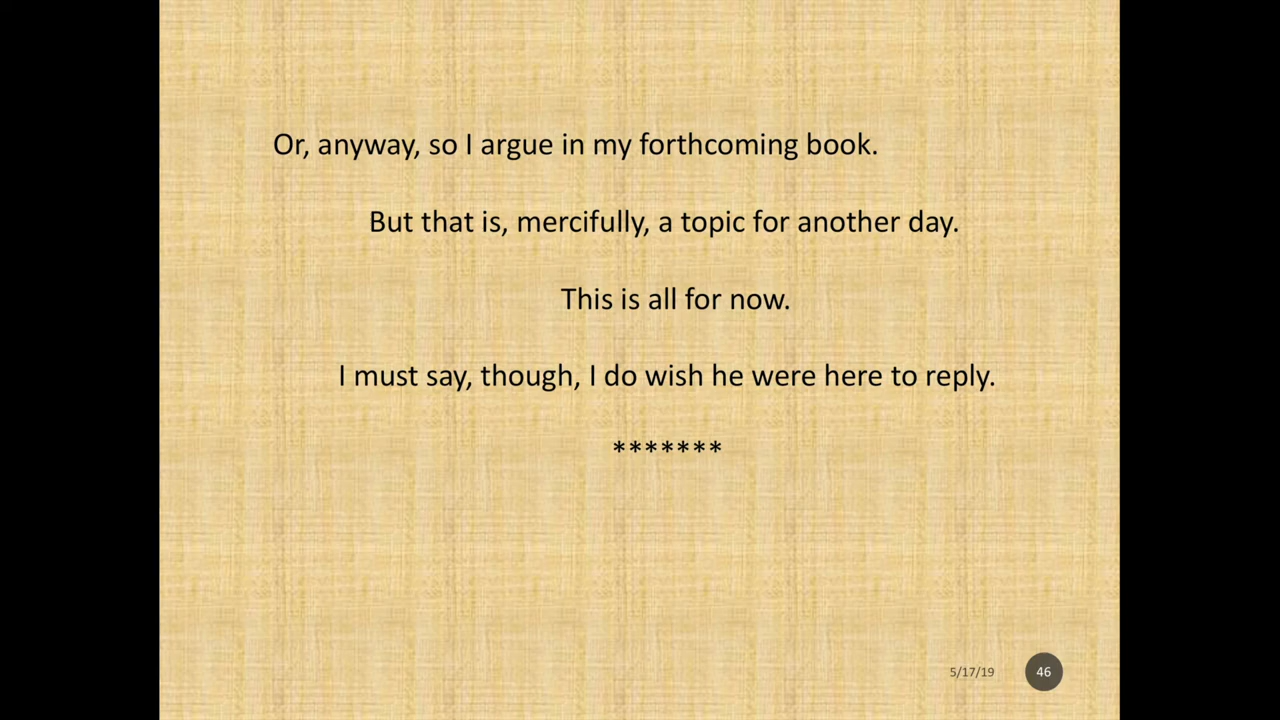 Or, anyway, so I argue in my forthcoming book.
But that is, mercifully, a topic for another day.
This is all for now.
I must say, though, I do wish he were here to reply.
*******
5/17/19
46